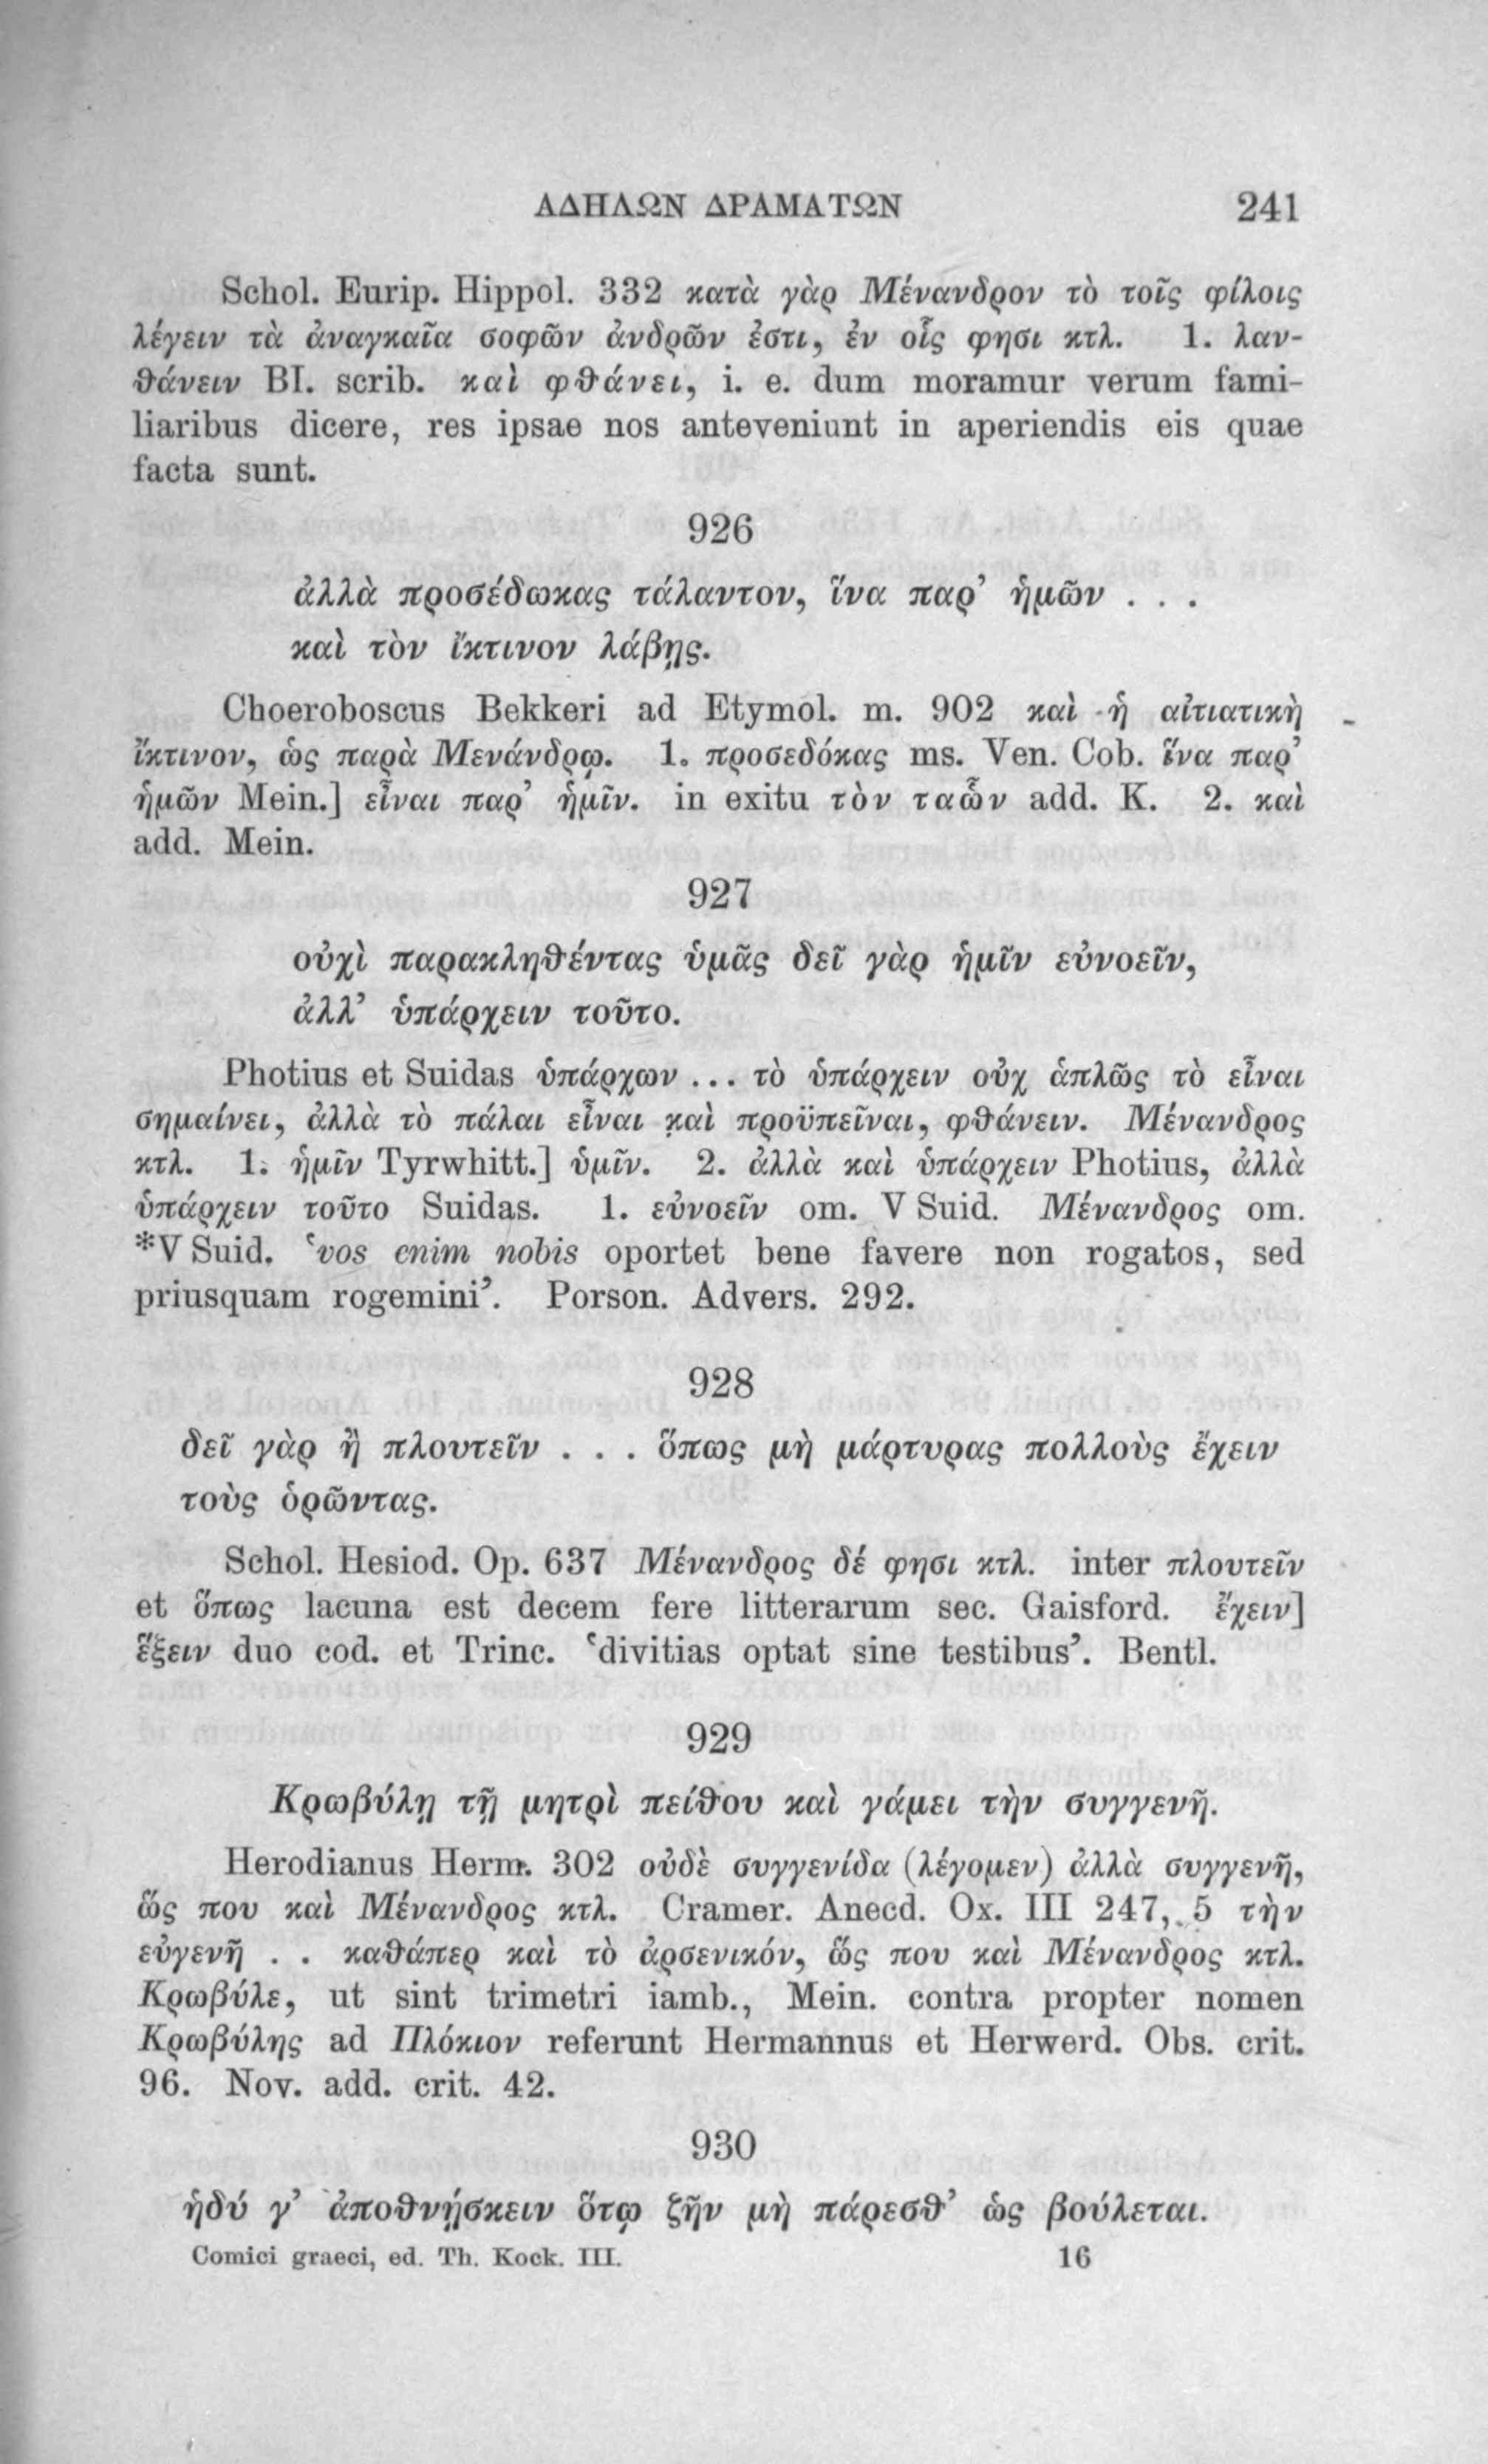 ΑΔΗΛΩΝ ΔΡΑΜΑΤΩΝ 241
Schol. Eurip. Hippol. 332 κατὰ γὰρ Μένανδρον τὸ τοῖς φίλοις
λέγειν τὰ ἀναγκαῖα σοφῶν ἀνδρῶν ἐστι, ἐν οἷς φησι κτλ. 1. λαν-
θάνειν BI. scrib. καὶ φθάνει, i. e. dum moramur verum fami-
liaribus dicere, res ipsae nos anteveniunt in aperiendis eis quae
facta sunt.
926
ἀλλὰ προσέδωκας τάλαντον, ἵνα παρ’ ἡμῶν . . .
καὶ τὸν ἴκτινον λάβῃς.
Choeroboscus Bekkeri ad Etymol. m. 902 καὶ ἡ αἰτιατικὴ
ἴκτινον, ὡς παρὰ Μενάνδρῳ. 1. προσεδόκας ms. Ven. Cob. ἵνα παρ’
ἡμῶν Mein.] εἶναι παρ’ ἡμῖν. in exitu τὸν ταὧν add. K. 2. καὶ
add. Mein.
927
οὐχὶ παρακληθέντας ὑμᾶς δεῖ γὰρ ἡμῖν εὐνοεῖν,
ἀλλ’ ὑπάρχειν τοῦτο.
Photius et Suidas ὑπάρχων ... τὸ ὑπάρχειν οὐχ ἁπλῶς τὸ εἶναι
σημαίνει, ἀλλὰ τὸ πάλαι εἶναι καὶ προϋπεῖναι, φθάνειν. Μένανδρος
κτλ. 1. ἡμῖν Tyrwhitt.] ὑμῖν. 2. ἀλλὰ καὶ ὑπάρχειν Photius, ἀλλὰ
ὑπάρχειν τοῦτο Suidas. 1. εὐνοεῖν om. V Suid. Μένανδρος om.
*V Suid. ‘vos enim nobis oportet bene favere non rogatos, sed
priusquam rogemini’. Porson. Advers. 292.
928
δεῖ γὰρ ἢ πλουτεῖν . . . ὅπως μὴ μάρτυρας πολλοὺς ἔχειν
τοὺς ὁρῶντας.
Schol. Hesiod. Op. 637 Μένανδρος δέ φησι κτλ. inter πλουτεῖν
et ὅπως lacuna est decem fere litterarum sec. Gaisford. ἔχειν]
ἕξειν duo cod. et Trinc. ‘divitias optat sine testibus’. Bentl.
929
Κρωβύλῃ τῇ μητρὶ πείθου καὶ γάμει τὴν συγγενῆ.
Herodianus Herm. 302 οὐδὲ συγγενίδα (λέγομεν) ἀλλὰ συγγενῆ,
ὥς που καὶ Μένανδρος κτλ. Cramer. Anecd. Ox. III 247, 5 τὴν
εὐγενῆ . . καθάπερ καὶ τὸ ἀρσενικόν, ὥς που καὶ Μένανδρος κτλ.
Κρωβύλε, ut sint trimetri iamb., Mein. contra propter nomen
Κρωβύλης ad Πλόκιον referunt Hermannus et Herwerd. Obs. crit.
96. Nov. add. crit. 42.
930
ἡδύ γ’ ἀποθνῄσκειν ὅτῳ ζῆν μὴ πάρεσθ’ ὡς βούλεται.
Comici graeci, ed. Th. Kock. III. 16